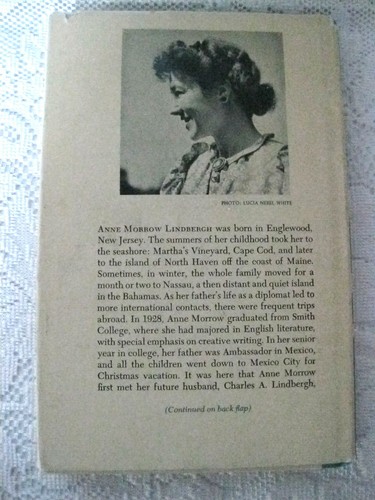 PHOTO: LUCIA NEBEL WHITE
ANNE MORROW LINDBERGH was born in Englewood,
New Jersey. The summers of her childhood took her to
the seashore: Martha's Vineyard, Cape Cod, and later
to the island of North Haven off the coast of Maine.
Sometimes, in winter, the whole family moved for a
month or two to Nassau, a then distant and quiet island
in the Bahamas. As her father's life as a diplomat led to
more international contacts, there were frequent trips
abroad. In 1928, Anne Morrow graduated from Smith
College, where she had majored in English literature,
with special emphasis on creative writing. In her senior
year in college, her father was Ambassador in Mexico,
and all the children went down to Mexico City for
Christmas vacation. It was here that Anne Morrow
first met her future husband, Charles A. Lindbergh,
(Continued on back flap)